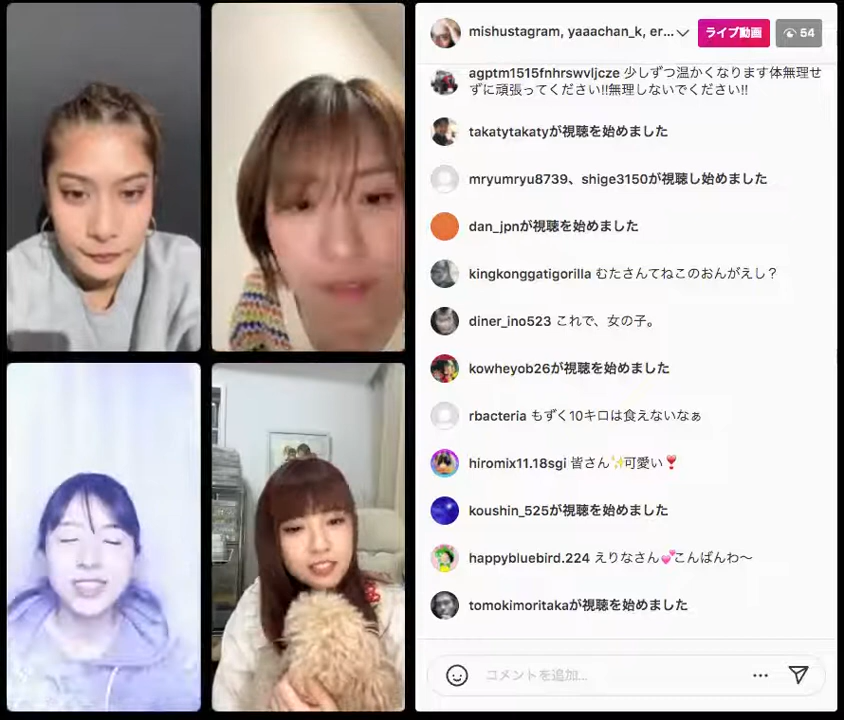 mishustagram, yaaachan_k, er...
ライブ動画
54
agptm1515fnhrswvljcze 少しずつ温かくなります体無理せ
ずに頑張ってください!!無理しないでください!!
takatytakatyが視聴を始めました
mryumryu8739、shige3150が視聴し始めました
dan_jpnが視聴を始めました
kingkonggatigorilla むたさんてねこのおんがえし？
diner_ino523 これで、女の子。
kowheyob26が視聴を始めました
rbacteria もずく10キロは食えないなぁ
hiromix11.18sgi 皆さん✨可愛い❣️
koushin_525が視聴を始めました
happybluebird.224 えりなさん💕こんばんわ〜
tomokimoritakaが視聴を始めました
コメントを追加...